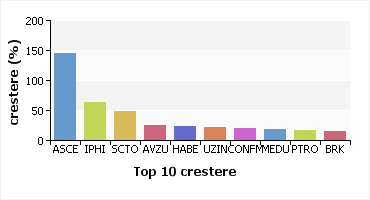 200
150
100
50
0
crestere (%)
ASCE IPHI SCTO AVZU HABE UZIN CONFM MEDU PTRO BRK
Top 10 crestere